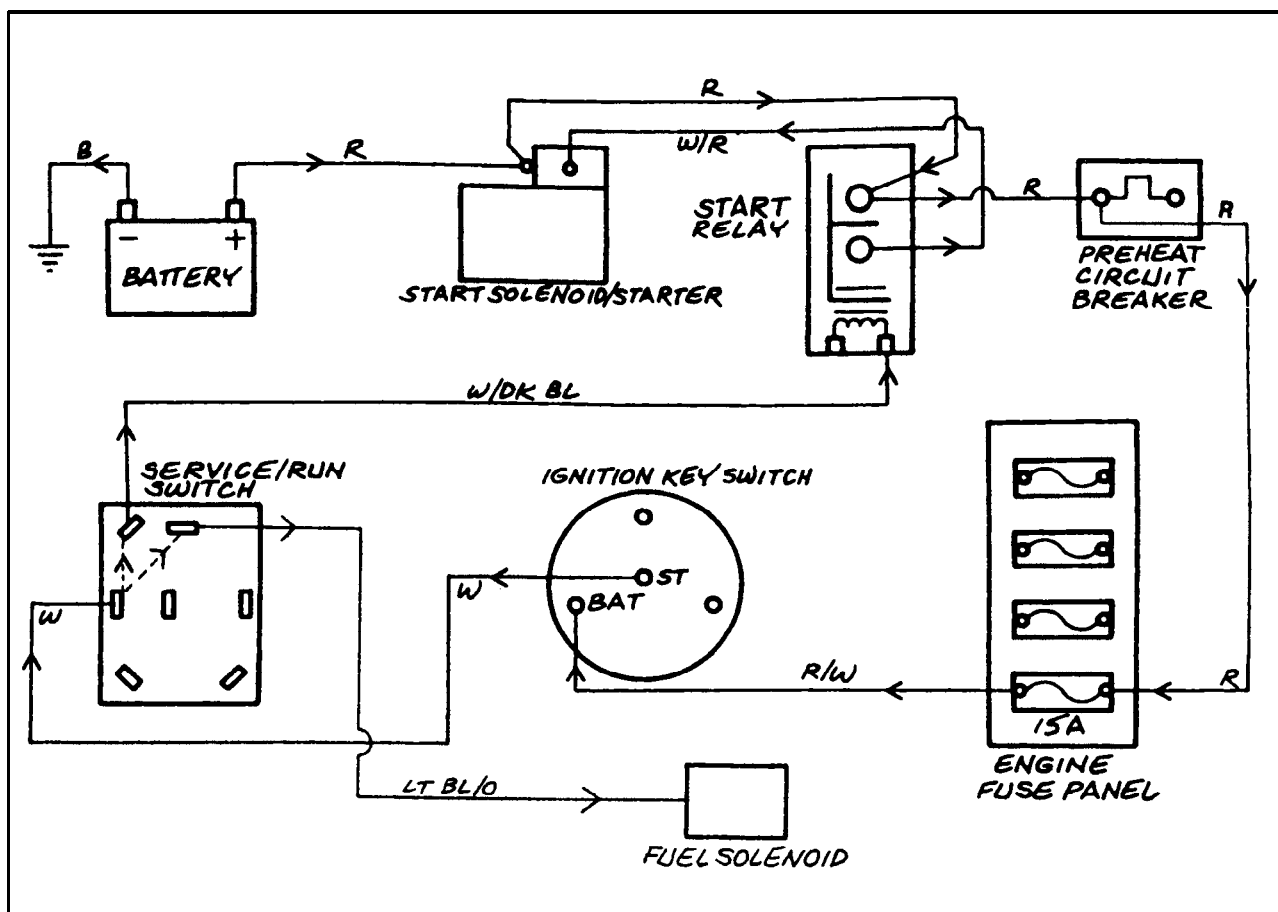 R
W/R
B
R
START
RELAY
R
R
- +
BATTERY
START SOLENOID/STARTER
PREHEAT
CIRCUIT
BREAKER
W/DK BL
SERVICE/RUN
SWITCH
IGNITION KEY SWITCH
ST
W
BAT
W
R/W
R
15A
LT BL/O
ENGINE
FUSE PANEL
FUEL SOLENOID